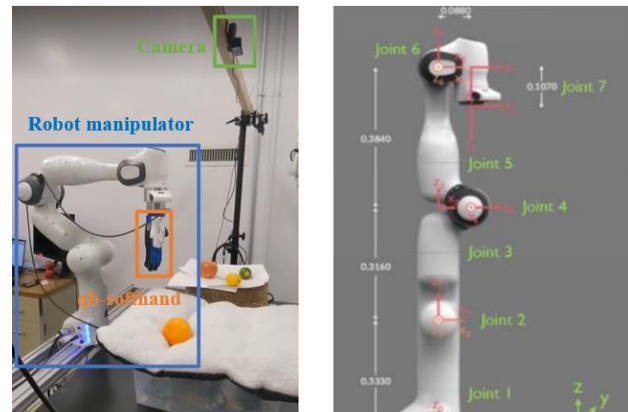 Camera
Robot manipulator
qb-softhand
0.0880
Joint 6
Joint 7
0.1070
0.3840
Joint 5
Joint 4
Joint 3
0.3160
Joint 2
0.3330
Joint 1
z
y